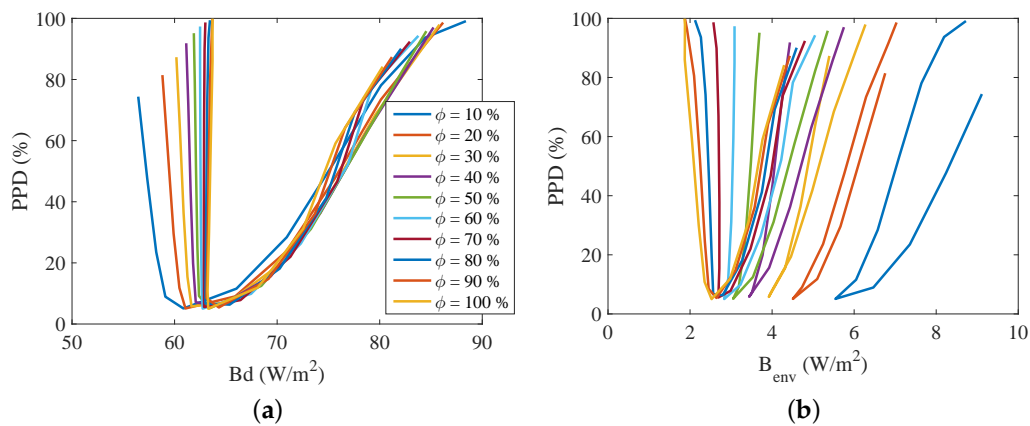 PPD (%)
100
80
60
40
20
0
50
60
70
80
90
Bd (W/m²)
ϕ = 10 %
ϕ = 20 %
ϕ = 30 %
ϕ = 40 %
ϕ = 50 %
ϕ = 60 %
ϕ = 70 %
ϕ = 80 %
ϕ = 90 %
ϕ = 100 %
(a)
PPD (%)
100
80
60
40
20
0
0
2
4
6
8
10
B_env (W/m²)
(b)